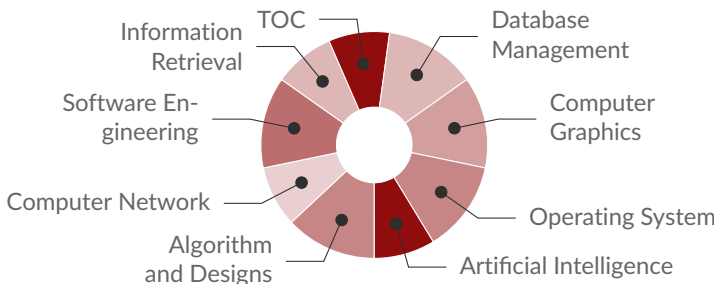 TOC
Database
Management
Information
Retrieval
Computer
Graphics
Software En-
gineering
Computer Network
Operating System
Algorithm
and Designs
Artificial Intelligence